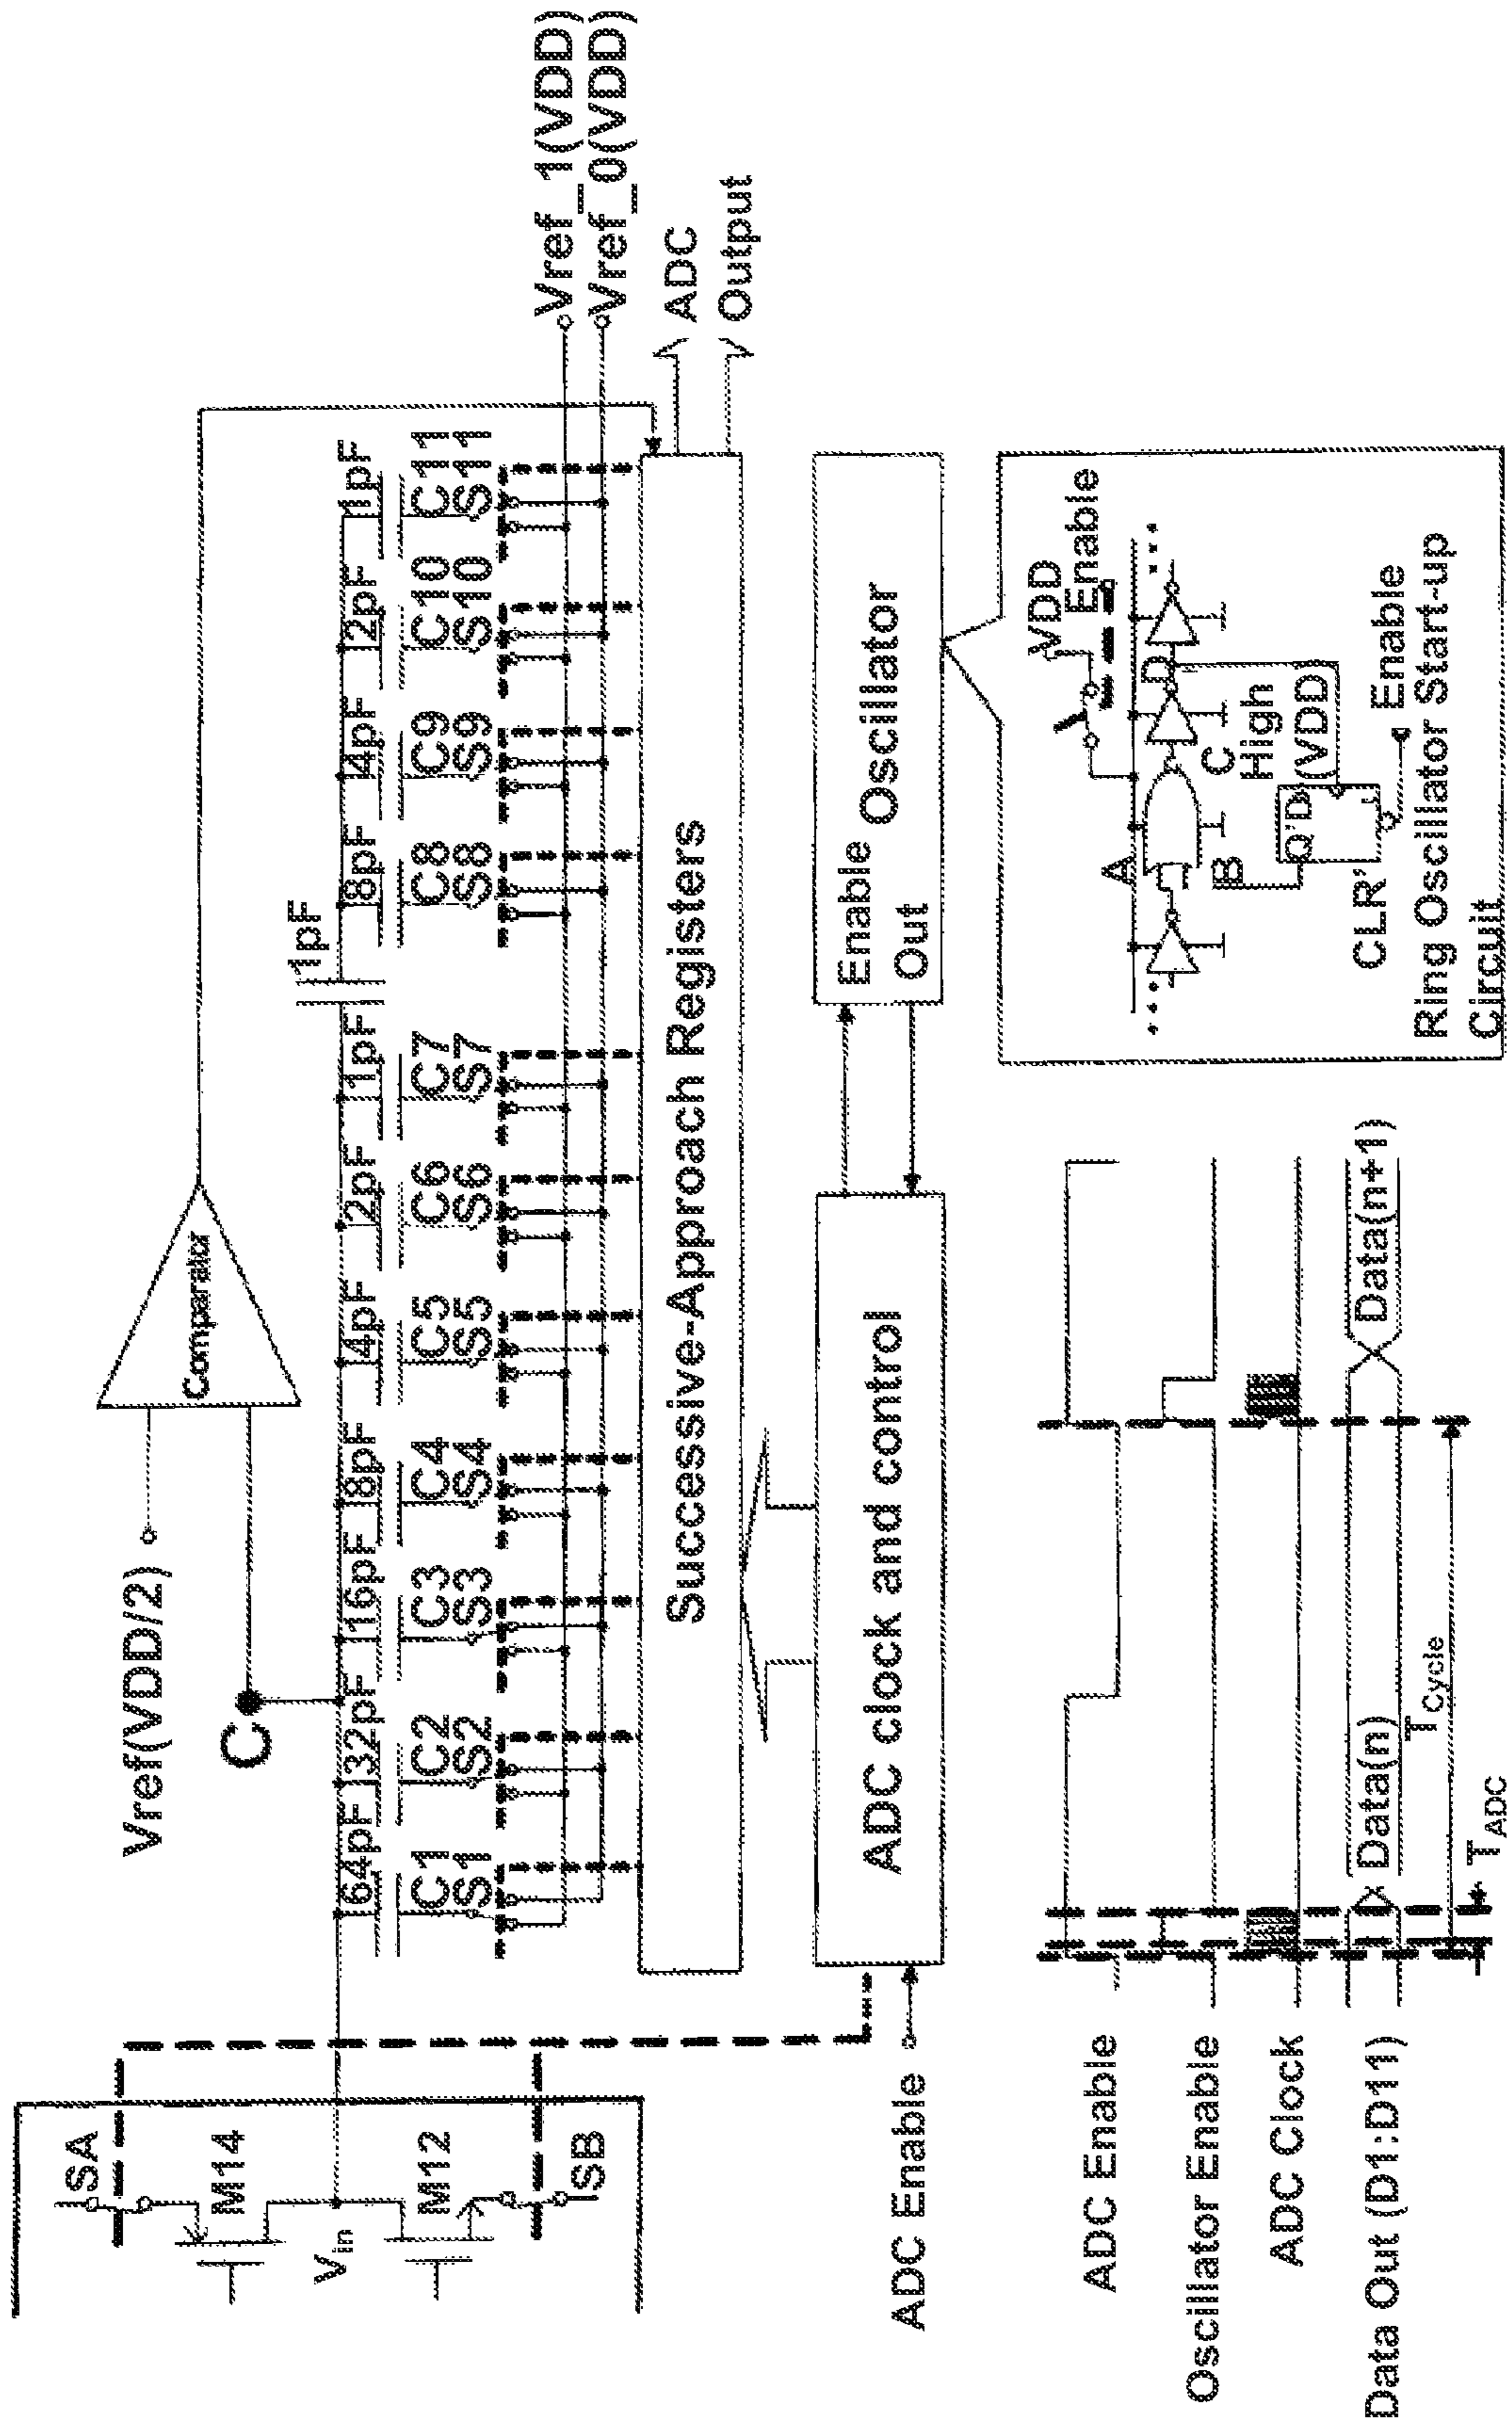 SA
M14
Vin
M12
SB
Vref(VDD/2)
C
Comparator
64pF 32pF 16pF 8pF 4pF 2pF 1pF 1pF 8pF 4pF 2pF 1pF
C1 C2 C3 C4 C5 C6 C7 C8 C9 C10 C11
S1 S2 S3 S4 S5 S6 S7 S8 S9 S10 S11
Vref_1(VDD)
Vref_0(VDD)
Successive-Approach Registers
ADC
Output
ADC Enable
ADC clock and control
Enable
Out
Oscillator
ADC Enable
Oscillator Enable
ADC Clock
Data Out (D1:D11)
Data(n)
Data(n+1)
TCycle
TADC
VDD
Enable
A
B
C
D
High
(VDD)
Q'D
CLR'
Enable
Ring Oscillator Start-up
Circuit